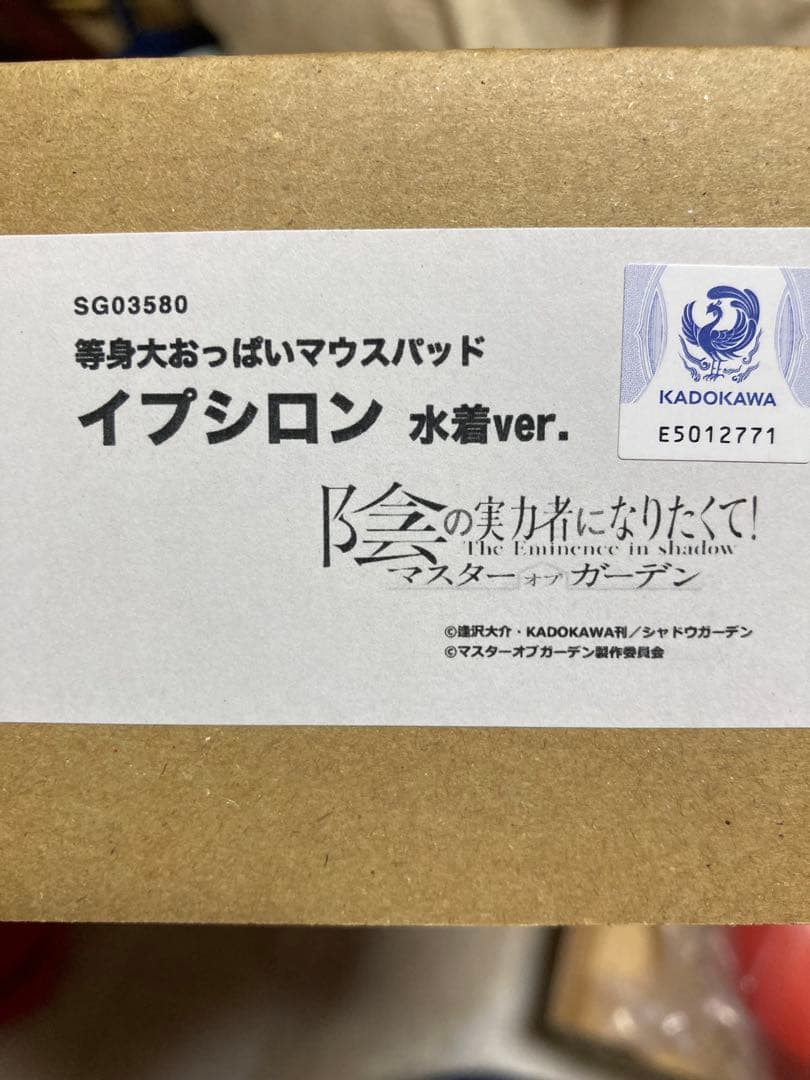 SG03580
等身大おっぱいマウスパッド
イプシロン 水着ver.
KADOKAWA
E5012771
陰の実力者になりたくて!
The Eminence in shadow
マスターオブガーデン
©逢沢大介・KADOKAWA刊/シャドウガーデン
©マスターオブガーデン製作委員会